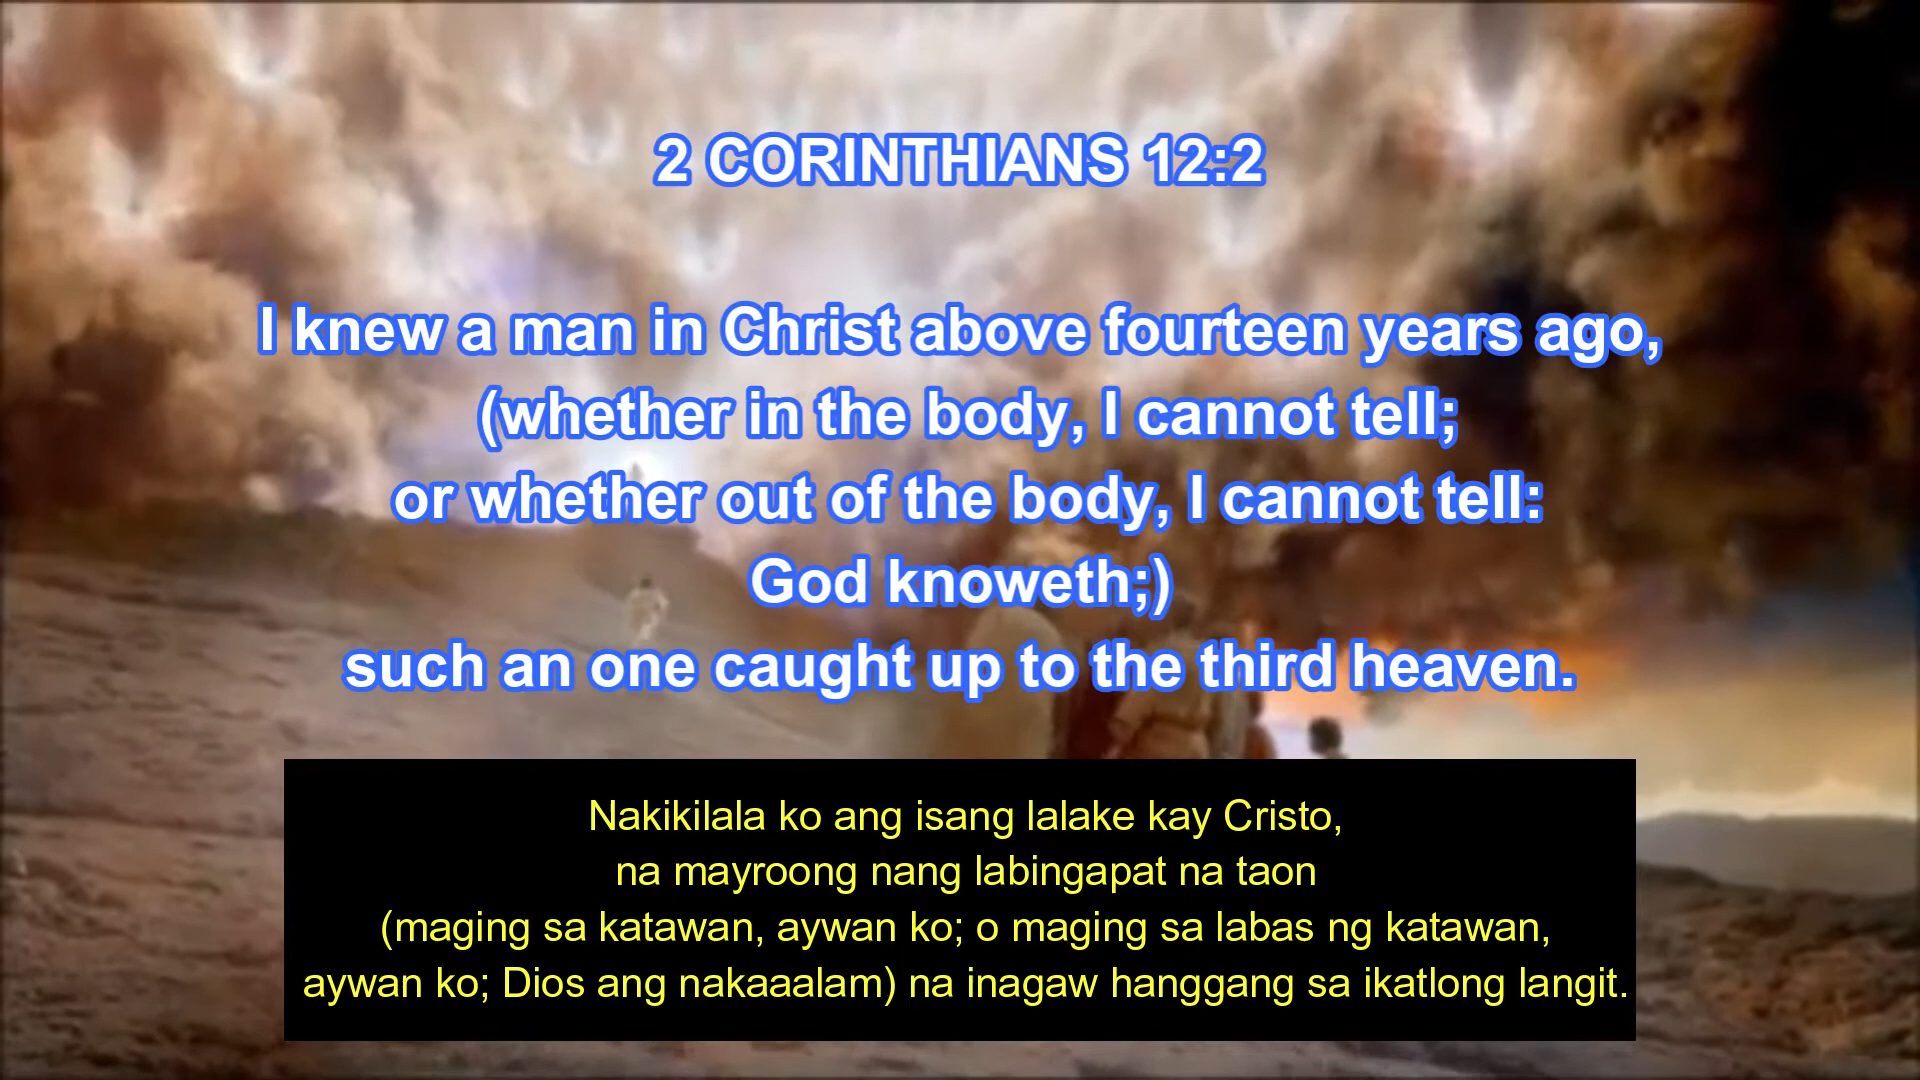 2 CORINTHIANS 12:2
I knew a man in Christ above fourteen years ago,
(whether in the body, I cannot tell;
or whether out of the body, I cannot tell:
God knoweth;)
such an one caught up to the third heaven.
Nakikilala ko ang isang lalake kay Cristo,
na mayroong nang labingapat na taon
(maging sa katawan, aywan ko; o maging sa labas ng katawan,
aywan ko; Dios ang nakaaalam) na inagaw hanggang sa ikatlong langit.